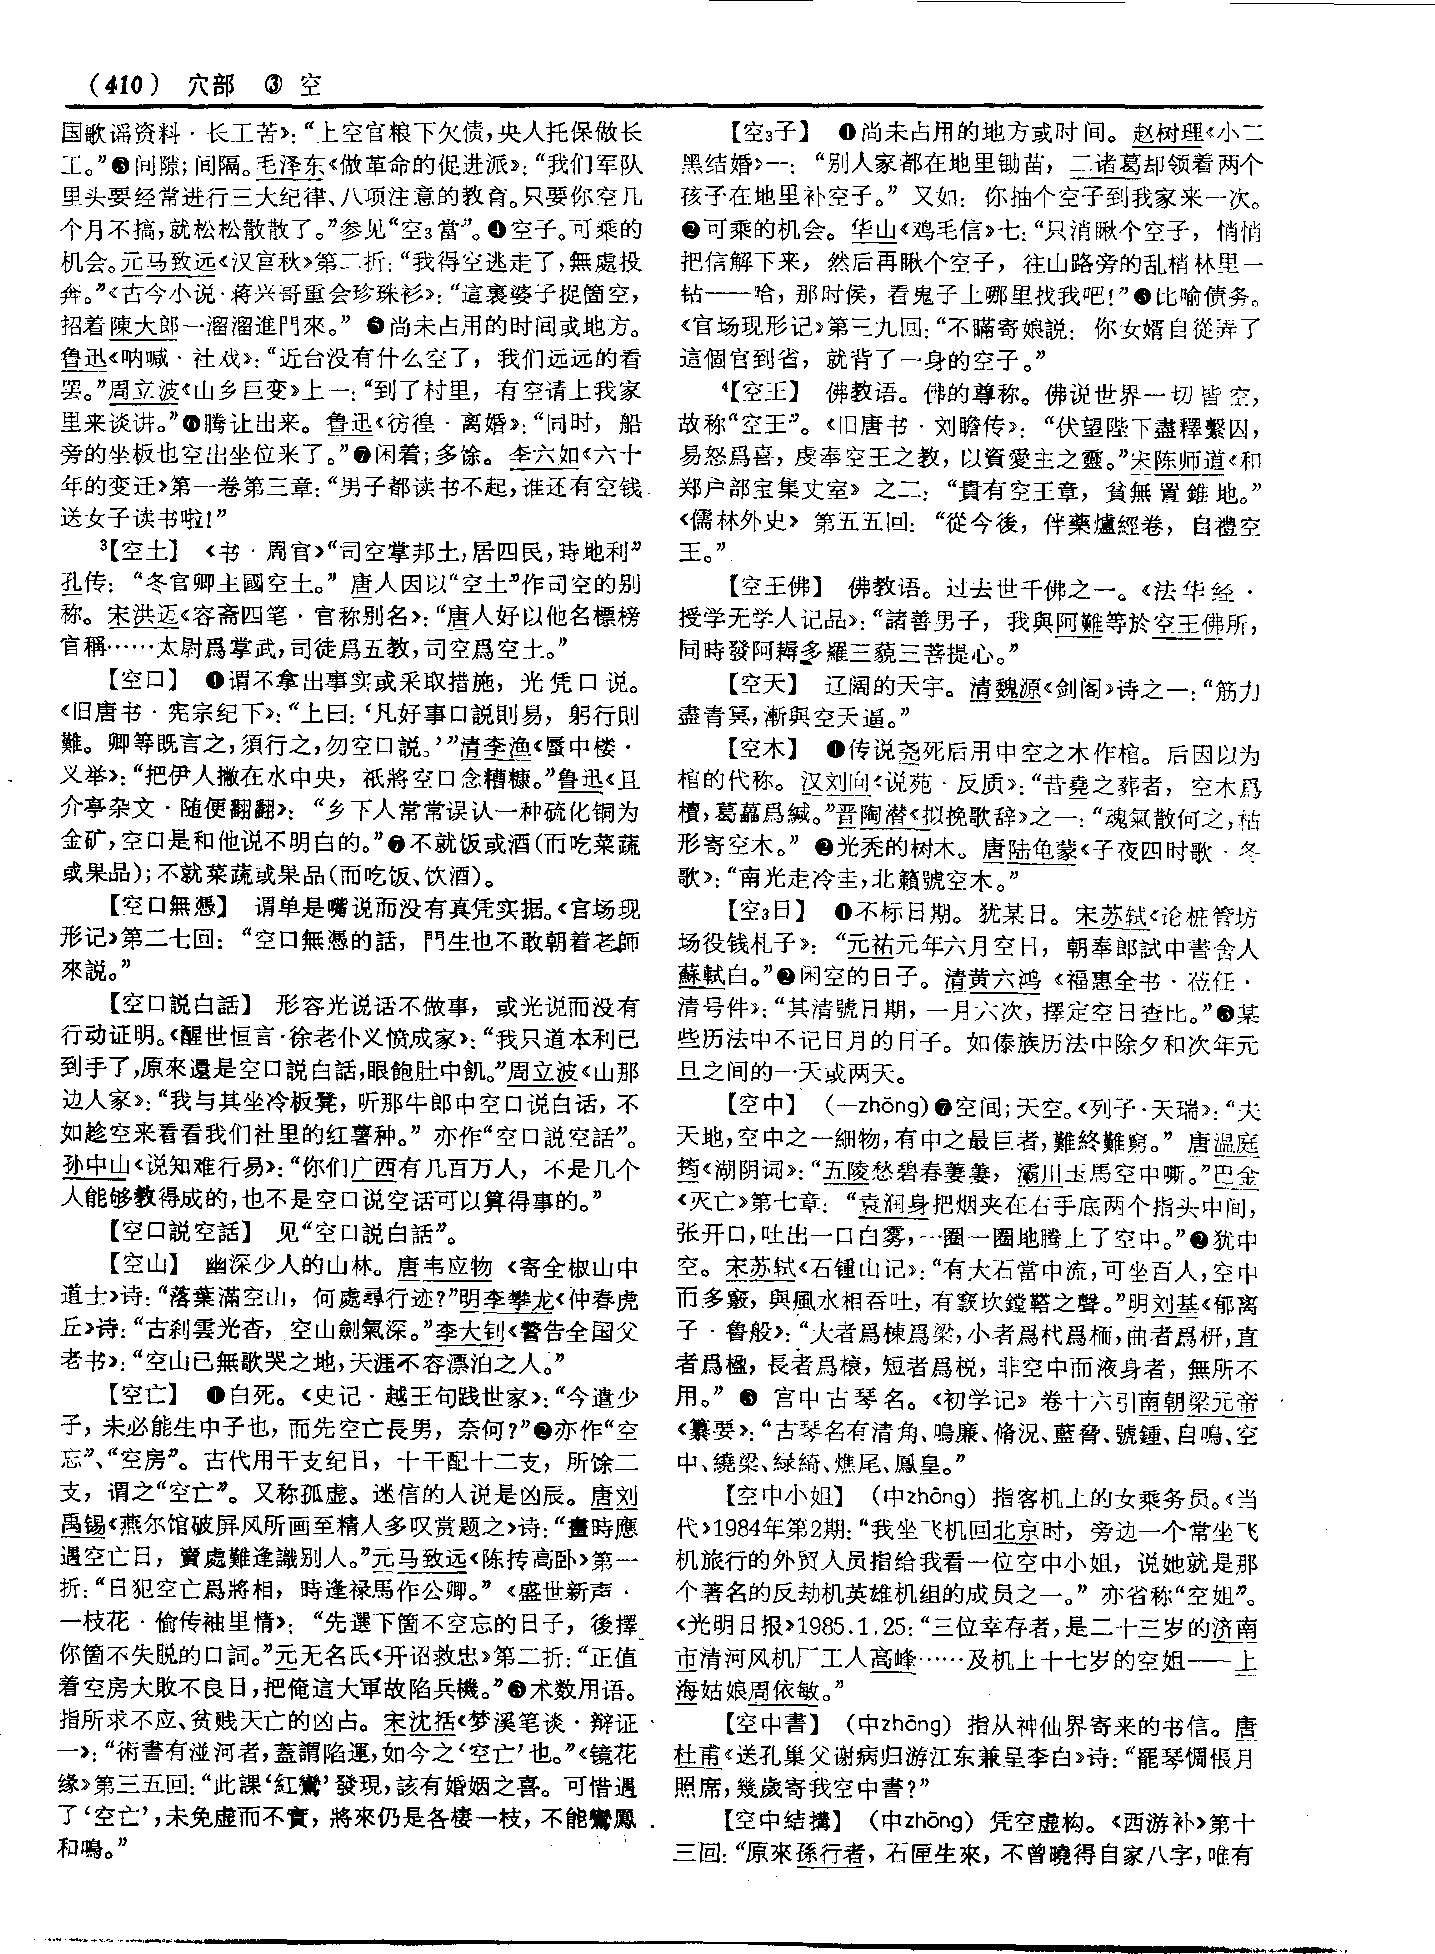 (410) 穴部 ③ 空
国歌谣资料·长工苦》：“上空官粮下欠债，央人托保做长
工。”❸间隙；间隔。毛泽东《做革命的促进派》：“我们军队
里头要经常进行三大纪律、八项注意的教育。只要你空几
个月不搞，就松松散散了。”参见“空₃當”。❹空子。可乘的
机会。元马致远《汉宫秋》第二折：“我得空逃走了，無處投
奔。”《古今小说·蒋兴哥重会珍珠衫》：“這裏婆子捉箇空，
招着陳大郎一溜溜進門來。”❺尚未占用的时间或地方。
鲁迅《呐喊·社戏》：“近台没有什么空了，我们远远的看
罢。”周立波《山乡巨变》上一：“到了村里，有空请上我家
里来谈讲。”❻腾让出来。鲁迅《彷徨·离婚》：“同时，船
旁的坐板也空出坐位来了。”❼闲着；多馀。李六如《六十
年的变迁》第一卷第三章：“男子都读书不起，谁还有空钱
送女子读书啦！”
³【空土】《书·周官》“司空掌邦土，居四民，時地利”
孔传：“冬官卿主國空土。”唐人因以“空土”作司空的别
称。宋洪迈《容斋四笔·官称别名》：“唐人好以他名標榜
官稱……太尉爲掌武，司徒爲五教，司空爲空土。”
【空口】❶谓不拿出事实或采取措施，光凭口说。
《旧唐书·宪宗纪下》：“上曰：‘凡好事口説則易，躬行則
難。卿等既言之，須行之，勿空口説。’”清李渔《蜃中楼·
义举》：“把伊人撇在水中央，祇將空口念糟糠。”鲁迅《且
介亭杂文·随便翻翻》：“乡下人常常误认一种硫化铜为
金矿，空口是和他说不明白的。”❷不就饭或酒（而吃菜蔬
或果品）；不就菜蔬或果品（而吃饭、饮酒）。
【空口無憑】谓单是嘴说而没有真凭实据。《官场现
形记》第二七回：“空口無憑的話，門生也不敢朝着老師
來説。”
【空口説白話】形容光说话不做事，或光说而没有
行动证明。《醒世恒言·徐老仆义愤成家》：“我只道本利已
到手了，原來還是空口説白話，眼飽肚中飢。”周立波《山那
边人家》：“我与其坐冷板凳，听那牛郎中空口说白话，不
如趁空来看看我们社里的红薯种。”亦作“空口説空話”。
孙中山《说知难行易》：“你们广西有几百万人，不是几个
人能够教得成的，也不是空口说空话可以算得事的。”
【空口説空話】见“空口説白話”。
【空山】幽深少人的山林。唐韦应物《寄全椒山中
道士》诗：“落葉滿空山，何處尋行迹？”明李攀龙《仲春虎
丘》诗：“古刹雲光杳，空山劍氣深。”李大钊《警告全国父
老书》：“空山已無歌哭之地，天涯不容漂泊之人。”
【空亡】❶白死。《史记·越王句践世家》：“今遣少
子，未必能生中子也，而先空亡長男，奈何？”❷亦作“空
忘”、“空房”。古代用干支纪日，十干配十二支，所馀二
支，谓之“空亡”。又称孤虚。迷信的人说是凶辰。唐刘
禹锡《燕尔馆破屏风所画至精人多叹赏题之》诗：“畫時應
遇空亡日，賣處難逢識别人。”元马致远《陈抟高卧》第一
折：“日犯空亡爲將相，時逢禄馬作公卿。”《盛世新声·
一枝花·偷传袖里情》：“先選下箇不空忘的日子，後擇
你箇不失脱的口詞。”元无名氏《开诏救忠》第二折：“正值
着空房大敗不良日，把俺這大軍故陷兵機。”❸术数用语。
指所求不应、贫贱夭亡的凶占。宋沈括《梦溪笔谈·辩证
一》：“術書有湴河者，蓋謂陷運，如今之‘空亡’也。”《镜花
缘》第三五回：“此課‘紅鸞’發現，該有婚姻之喜。可惜遇
了‘空亡’，未免虚而不實，將來仍是各棲一枝，不能鸞鳳
和鳴。”
【空₃子】❶尚未占用的地方或时间。赵树理《小二
黑结婚》一：“别人家都在地里锄苗，二诸葛却领着两个
孩子在地里补空子。”又如：你抽个空子到我家来一次。
❷可乘的机会。华山《鸡毛信》七：“只消瞅个空子，悄悄
把信解下来，然后再瞅个空子，往山路旁的乱梢林里一
钻——哈，那时侯，看鬼子上哪里找我吧！”❸比喻债务。
《官场现形记》第三九回：“不瞞寄娘説：你女婿自從弄了
這個官到省，就背了一身的空子。”
⁴【空王】佛教语。佛的尊称。佛说世界一切皆空，
故称“空王”。《旧唐书·刘瞻传》：“伏望陛下盡釋繫囚，
易怒爲喜，虔奉空王之教，以資愛主之靈。”宋陈师道《和
郑户部宝集丈室》之二：“貴有空王章，貧無置錐地。”
《儒林外史》第五五回：“從今後，伴藥爐經卷，自禮空
王。”
【空王佛】佛教语。过去世千佛之一。《法华经·
授学无学人记品》：“諸善男子，我與阿難等於空王佛所，
同時發阿耨多羅三藐三菩提心。”
【空天】辽阔的天宇。清魏源《剑阁》诗之一：“筋力
盡青冥，漸與空天逼。”
【空木】❶传说尧死后用中空之木作棺。后因以为
棺的代称。汉刘向《说苑·反质》：“昔堯之葬者，空木爲
櫝，葛藟爲緘。”晋陶潜《拟挽歌辞》之一：“魂氣散何之，枯
形寄空木。”❷光秃的树木。唐陆龟蒙《子夜四时歌·冬
歌》：“南光走冷圭，北籟號空木。”
【空₃日】❶不标日期。犹某日。宋苏轼《论桩管坊
场役钱札子》：“元祐元年六月空日，朝奉郎試中書舍人
蘇軾白。”❷闲空的日子。清黄六鸿《福惠全书·莅任·
清号件》：“其清號日期，一月六次，擇定空日查比。”❸某
些历法中不记日月的日子。如傣族历法中除夕和次年元
旦之间的一天或两天。
【空中】（—zhōng）❶空间；天空。《列子·天瑞》：“夫
天地，空中之一細物，有中之最巨者，難終難窮。”唐温庭
筠《湖阴词》：“五陵愁碧春萋萋，灞川玉馬空中嘶。”巴金
《灭亡》第七章：“袁润身把烟夹在右手底两个指头中间，
张开口，吐出一口白雾，一圈一圈地腾上了空中。”❷犹中
空。宋苏轼《石锺山记》：“有大石當中流，可坐百人，空中
而多竅，與風水相吞吐，有窾坎鏜鞳之聲。”明刘基《郁离
子·鲁般》：“大者爲棟爲梁，小者爲杙爲栭，曲者爲枅，直
者爲楹，長者爲榱，短者爲棁，非空中而液身者，無所不
用。”❸宫中古琴名。《初学记》卷十六引南朝梁元帝
《纂要》：“古琴名有清角、鳴廉、脩況、藍脅、號鍾、自鳴、空
中、繞梁、緑綺、燋尾、鳳皇。”
【空中小姐】（中zhōng）指客机上的女乘务员。《当
代》1984年第2期：“我坐飞机回北京时，旁边一个常坐飞
机旅行的外贸人员指给我看一位空中小姐，说她就是那
个著名的反劫机英雄机组的成员之一。”亦省称“空姐”。
《光明日报》1985.1.25：“三位幸存者，是二十三岁的济南
市清河风机厂工人高峰……及机上十七岁的空姐——上
海姑娘周依敏。”
【空中書】（中zhōng）指从神仙界寄来的书信。唐
杜甫《送孔巢父谢病归游江东兼呈李白》诗：“罷琴惆悵月
照席，幾歲寄我空中書？”
【空中結構】（中zhōng）凭空虚构。《西游补》第十
三回：“原來孫行者，石匣生來，不曾曉得自家八字，唯有